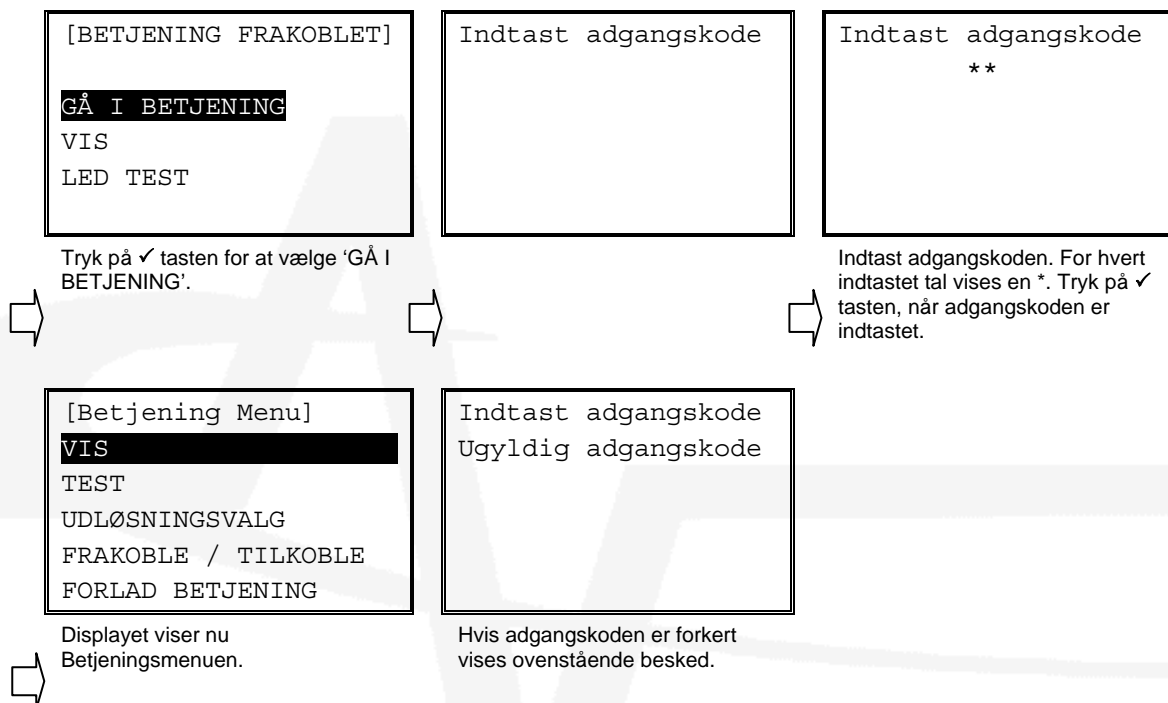 [BETJENING FRAKOBLET]
GÅ I BETJENING
VIS
LED TEST
Tryk på ✓ tasten for at vælge ‘GÅ I
BETJENING’.
Indtast adgangskode
Indtast adgangskode
**
Indtast adgangskoden. For hvert
indtastet tal vises en *. Tryk på ✓
tasten, når adgangskoden er
indtastet.
[Betjening Menu]
VIS
TEST
UDLØSNINGSVALG
FRAKOBLE / TILKOBLE
FORLAD BETJENING
Displayet viser nu
Betjeningsmenuen.
Indtast adgangskode
Ugyldig adgangskode
Hvis adgangskoden er forkert
vises ovenstående besked.